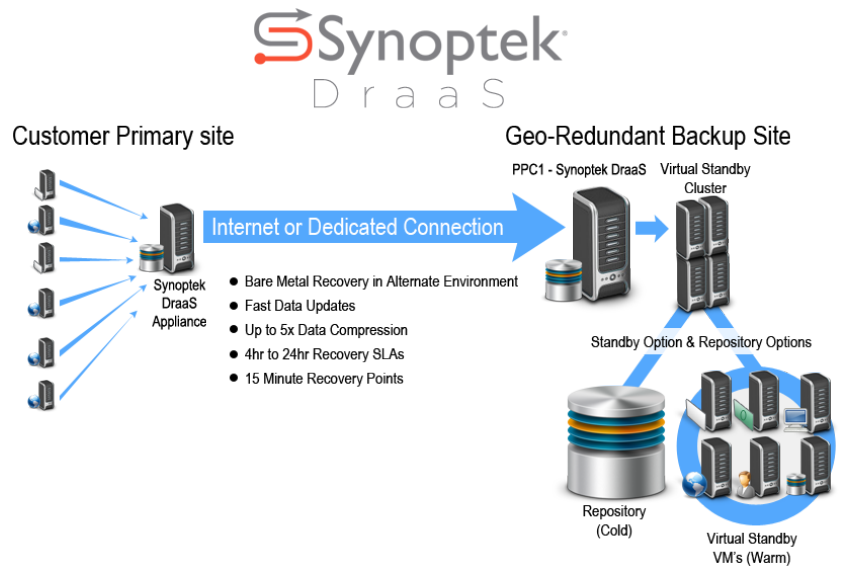 Synoptek
DraaS
Customer Primary site
Geo-Redundant Backup Site
PPC1 - Synoptek DraaS
Virtual Standby
Cluster
Internet or Dedicated Connection
Synoptek
DraaS
Appliance
● Bare Metal Recovery in Alternate Environment
● Fast Data Updates
● Up to 5x Data Compression
● 4hr to 24hr Recovery SLAs
● 15 Minute Recovery Points
Standby Option & Repository Options
Repository
(Cold)
Virtual Standby
VM's (Warm)